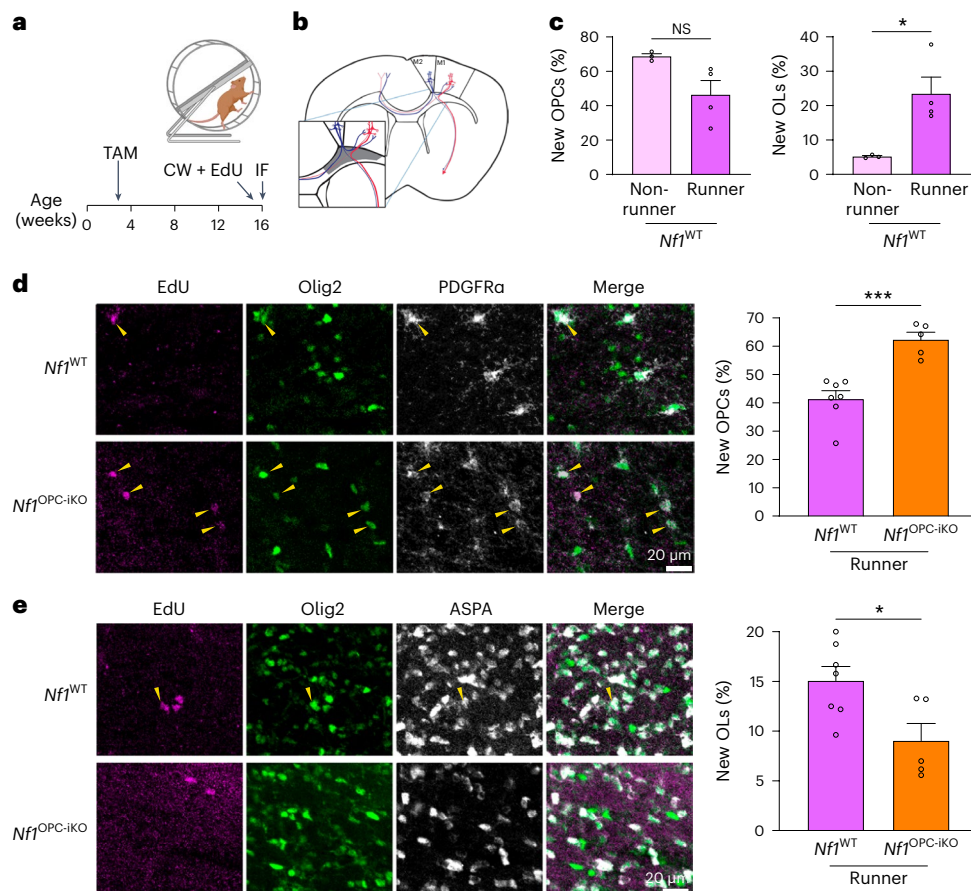 a
TAM
CW + EdU IF
Age
(weeks)
0 4 8 12 16
b
M2 M1
c
New OPCs (%)
80
60
40
20
0
NS
Non-
runner
Runner
Nf1WT
New OLs (%)
40
30
20
10
0
*
Non-
runner
Runner
Nf1WT
d
EdU Olig2 PDGFRα Merge
Nf1WT
Nf1OPC-iKO
20 µm
New OPCs (%)
70
60
50
40
30
20
10
0
***
Nf1WT Nf1OPC-iKO
Runner
e
EdU Olig2 ASPA Merge
Nf1WT
Nf1OPC-iKO
20 µm
New OLs (%)
20
15
10
5
0
*
Nf1WT Nf1OPC-iKO
Runner